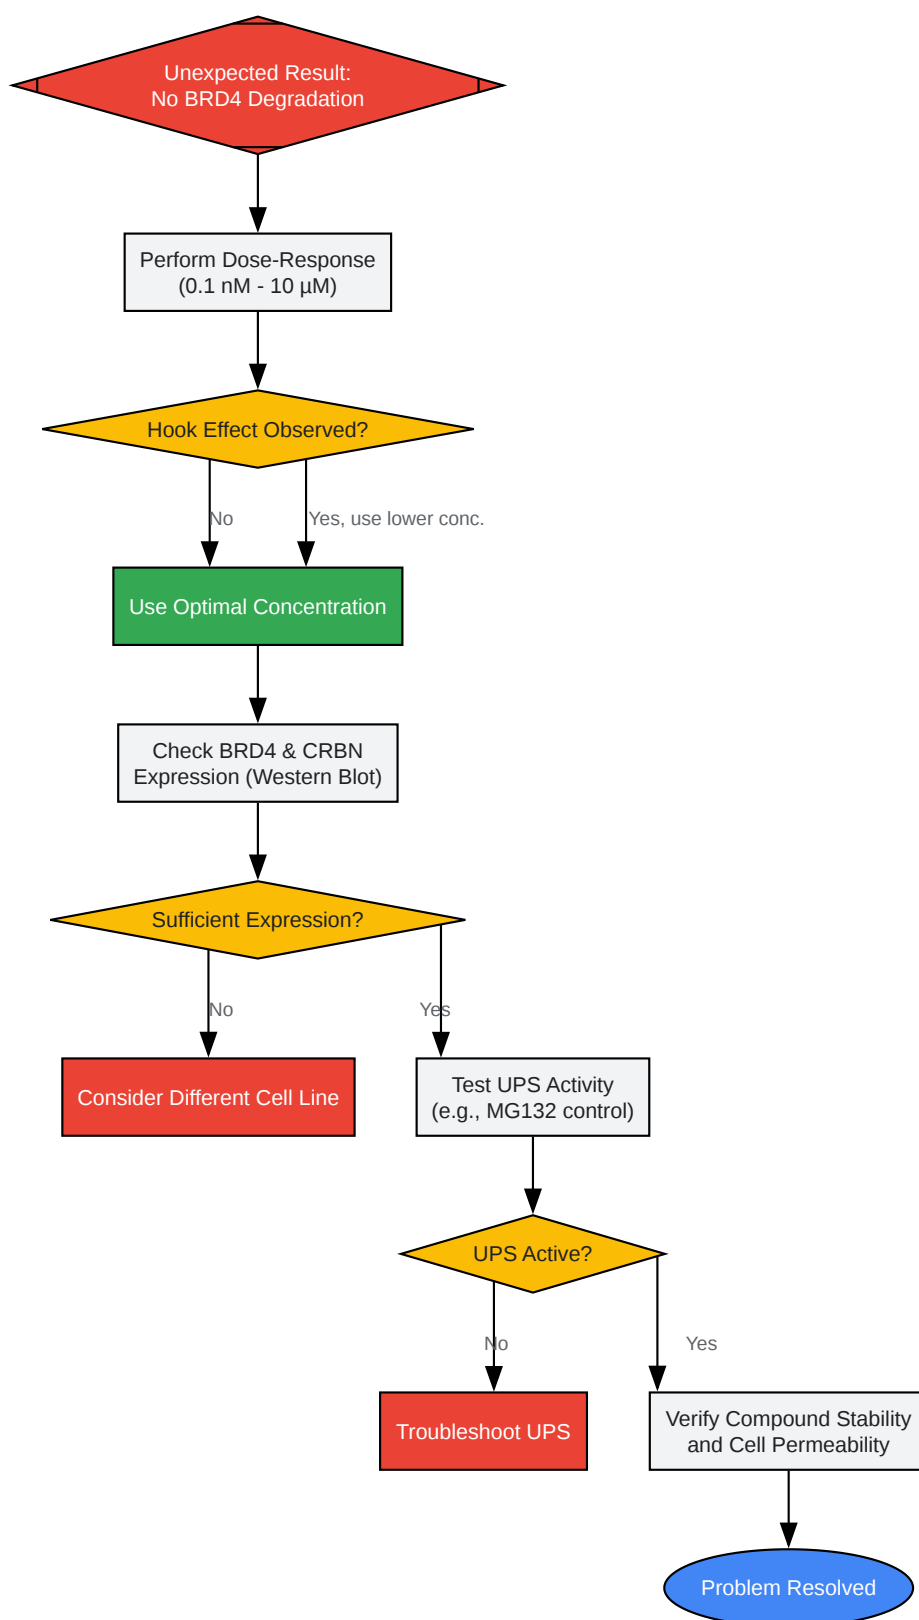 Unexpected Result:
No BRD4 Degradation
Perform Dose-Response
(0.1 nM - 10 µM)
Hook Effect Observed?
No
Yes, use lower conc.
Use Optimal Concentration
Check BRD4 & CRBN
Expression (Western Blot)
Sufficient Expression?
No
Yes
Consider Different Cell Line
Test UPS Activity
(e.g., MG132 control)
UPS Active?
No
Yes
Troubleshoot UPS
Verify Compound Stability
and Cell Permeability
Problem Resolved